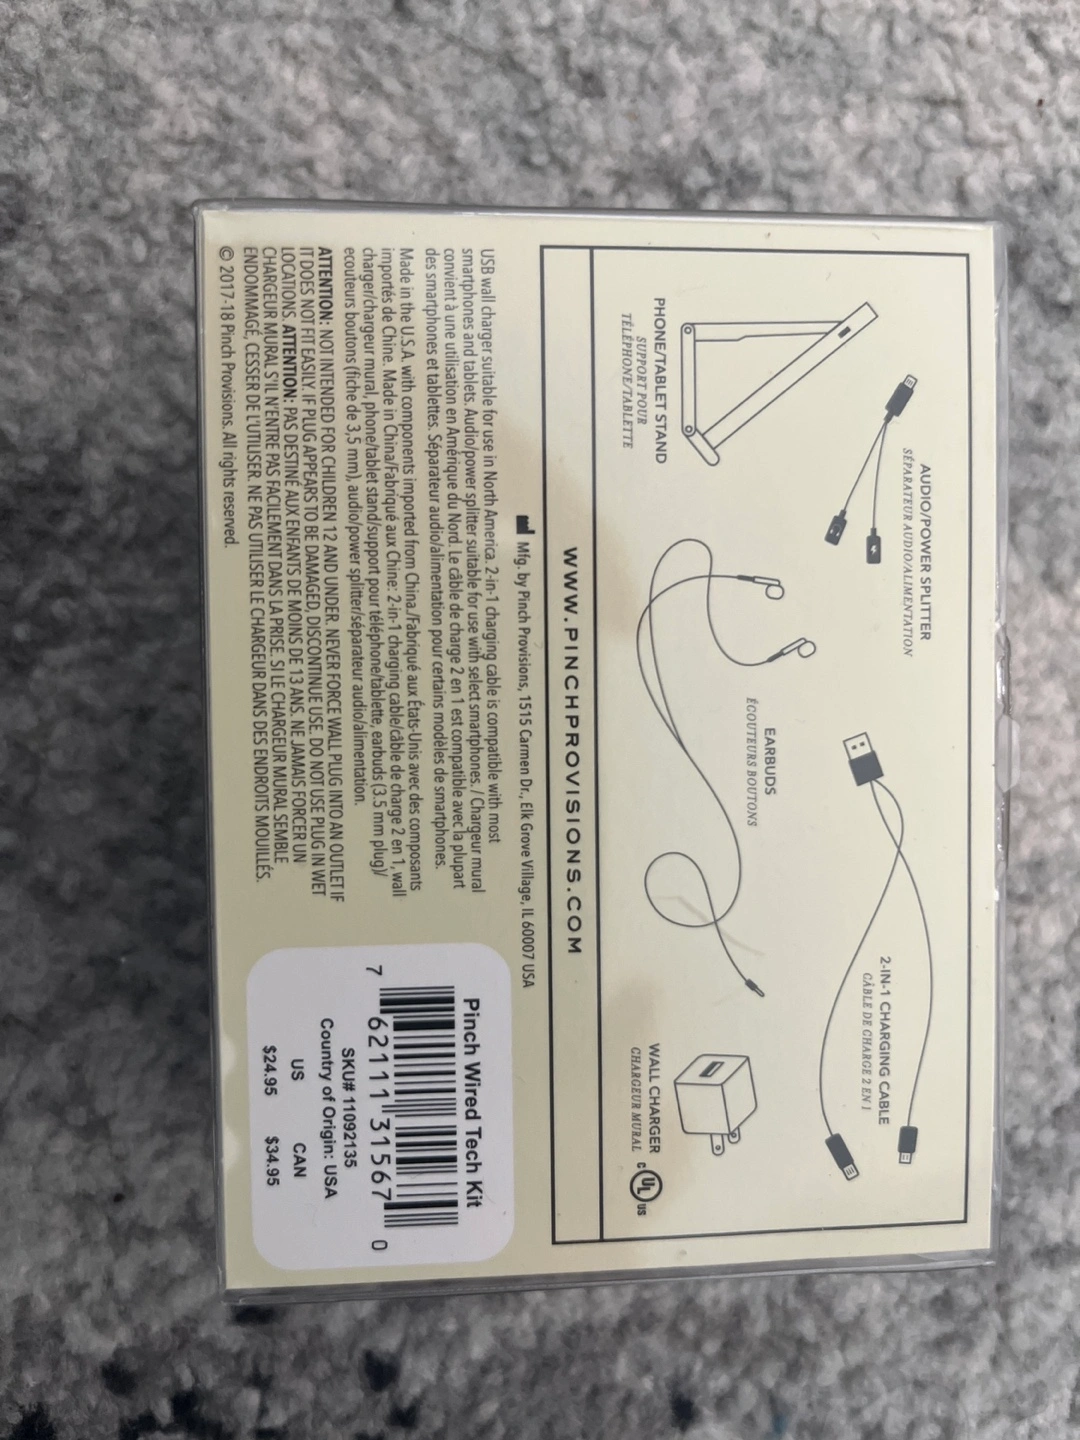 AUDIO/POWER SPLITTER
SÉPARATEUR AUDIO/ALIMENTATION
2-IN-1 CHARGING CABLE
CÂBLE DE CHARGE 2 EN 1
EARBUDS
ÉCOUTEURS BOUTONS
PHONE/TABLET STAND
SUPPORT POUR
TÉLÉPHONE/TABLETTE
WALL CHARGER
CHARGEUR MURAL
C UL US
WWW.PINCHPROVISIONS.COM
Mfg. by Pinch Provisions, 1515 Carmen Dr., Elk Grove Village, IL 60007 USA
USB wall charger suitable for use in North America. 2-in-1 charging cable is compatible with most
smartphones and tablets. Audio/power splitter suitable for use with select smartphones. / Chargeur mural
convient à une utilisation en Amérique du Nord. Le câble de charge 2 en 1 est compatible avec la plupart
des smartphones et tablettes. Séparateur audio/alimentation pour certains modèles de smartphones.
Made in the U.S.A. with components imported from China./Fabriqué aux États-Unis avec des composants
importés de Chine. Made in China/Fabriqué aux Chine: 2-in-1 charging cable/câble de charge 2 en 1, wall
charger/chargeur mural, phone/tablet stand/support pour téléphone/tablette, earbuds (3.5 mm plug)/
ecouteurs boutons (fiche de 3,5 mm), audio/power splitter/séparateur audio/alimentation.
ATTENTION: NOT INTENDED FOR CHILDREN 12 AND UNDER. NEVER FORCE WALL PLUG INTO AN OUTLET IF
IT DOES NOT FIT EASILY. IF PLUG APPEARS TO BE DAMAGED, DISCONTINUE USE. DO NOT USE PLUG IN WET
LOCATIONS. ATTENTION: PAS DESTINÉ AUX ENFANTS DE MOINS DE 13 ANS. NE JAMAIS FORCER UN
CHARGEUR MURAL S'IL N'ENTRE PAS FACILEMENT DANS LA PRISE. SI LE CHARGEUR MURAL SEMBLE
ENDOMMAGÉ, CESSER DE L'UTILISER. NE PAS UTILISER LE CHARGEUR DANS DES ENDROITS MOUILLÉS.
© 2017-18 Pinch Provisions. All rights reserved.
Pinch Wired Tech Kit
7 62111 31567 0
SKU# 11092135
Country of Origin: USA
US CAN
$24.95 $34.95